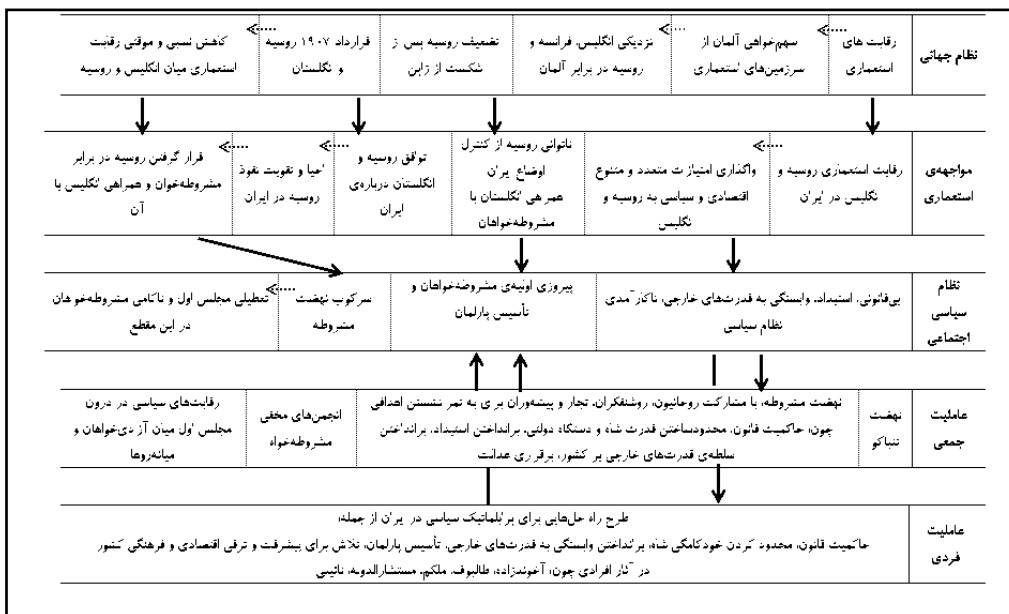 نظام جهانی
رقابت های
استعماری
سهم‌خواهی آلمان از
سرزمین‌های استعماری
نزدیکی انگلیس، فرانسه و
روسیه در برابر آلمان
تضعیف روسیه پس از
شکست از ژاپن
قرارداد ۱۹۰۷ روسیه
و نگلستان
کاهش نسبی و موقتی رقابت
استعماری میان انگلیس و روسیه
مواجهه‌ی
استعماری
رقابت استعماری روسیه و
نگلیس در ایران
واگذاری امتیازات متعدد و متنوع
اقتصادی و سیاسی به روسیه و
نگلیس
ناتوانی روسیه از کنترل
اوضاع ایران
همراهی نگلستان با
مشروطه‌خواهان
توافق روسیه و
انگلستان درباره‌ی
ایران
احیا و تقویت نفوذ
روسیه در ایران
قرار گرفتن روسیه در برابر
مشروطه‌خوان و همراهی نگلیس با
آن
نظام
سیاسی
اجتماعی
بی‌قانونی، استبداد، وابستگی به قدرت‌های خارجی، ناکارآمدی
نظام سیاسی
پیروزی اولیه‌ی مشروطه‌خواهان و
تأسیس پارلمان
سرکوب نهضت
مشروطه
تعطیلی مجلس اول و ناکامی مشروطه‌خواهان
در این مقطع
عاملیت
جمعی
نهضت
تنباکو
نهضت مشروطه، با مشارکت روحانیون، روشنفکران، تجار و پیشه‌وران برای به ثمر نشستن اهدافی
چون، حاکمیت قانون، محدودساختن قدرت شاه و دستگاه دولتی، برانداختن استبداد، برانداختن
سلطه‌ی قدرت‌های خارجی بر کشور، برقراری عدالت
انجمن‌های مخفی
مشروطه‌خواه
رقابت‌های سیاسی در درون
مجلس اول میان آزادی‌خواهان و
میانه‌روها
عاملیت
فردی
طرح راه حل‌هایی برای پرابلماتیک سیاسی در ایران از جمله،
حاکمیت قانون، محدود کردن خودکامگی شاه، برانداختن وابستگی به قدرت‌های خارجی، تأسیس پارلمان، تلاش برای پیشرفت و ترقی اقتصادی و فرهنگی کشور
در آثار افرادی چون، آخوندزاده، طالبوف، ملکم، مستشارالدوله، نائینی